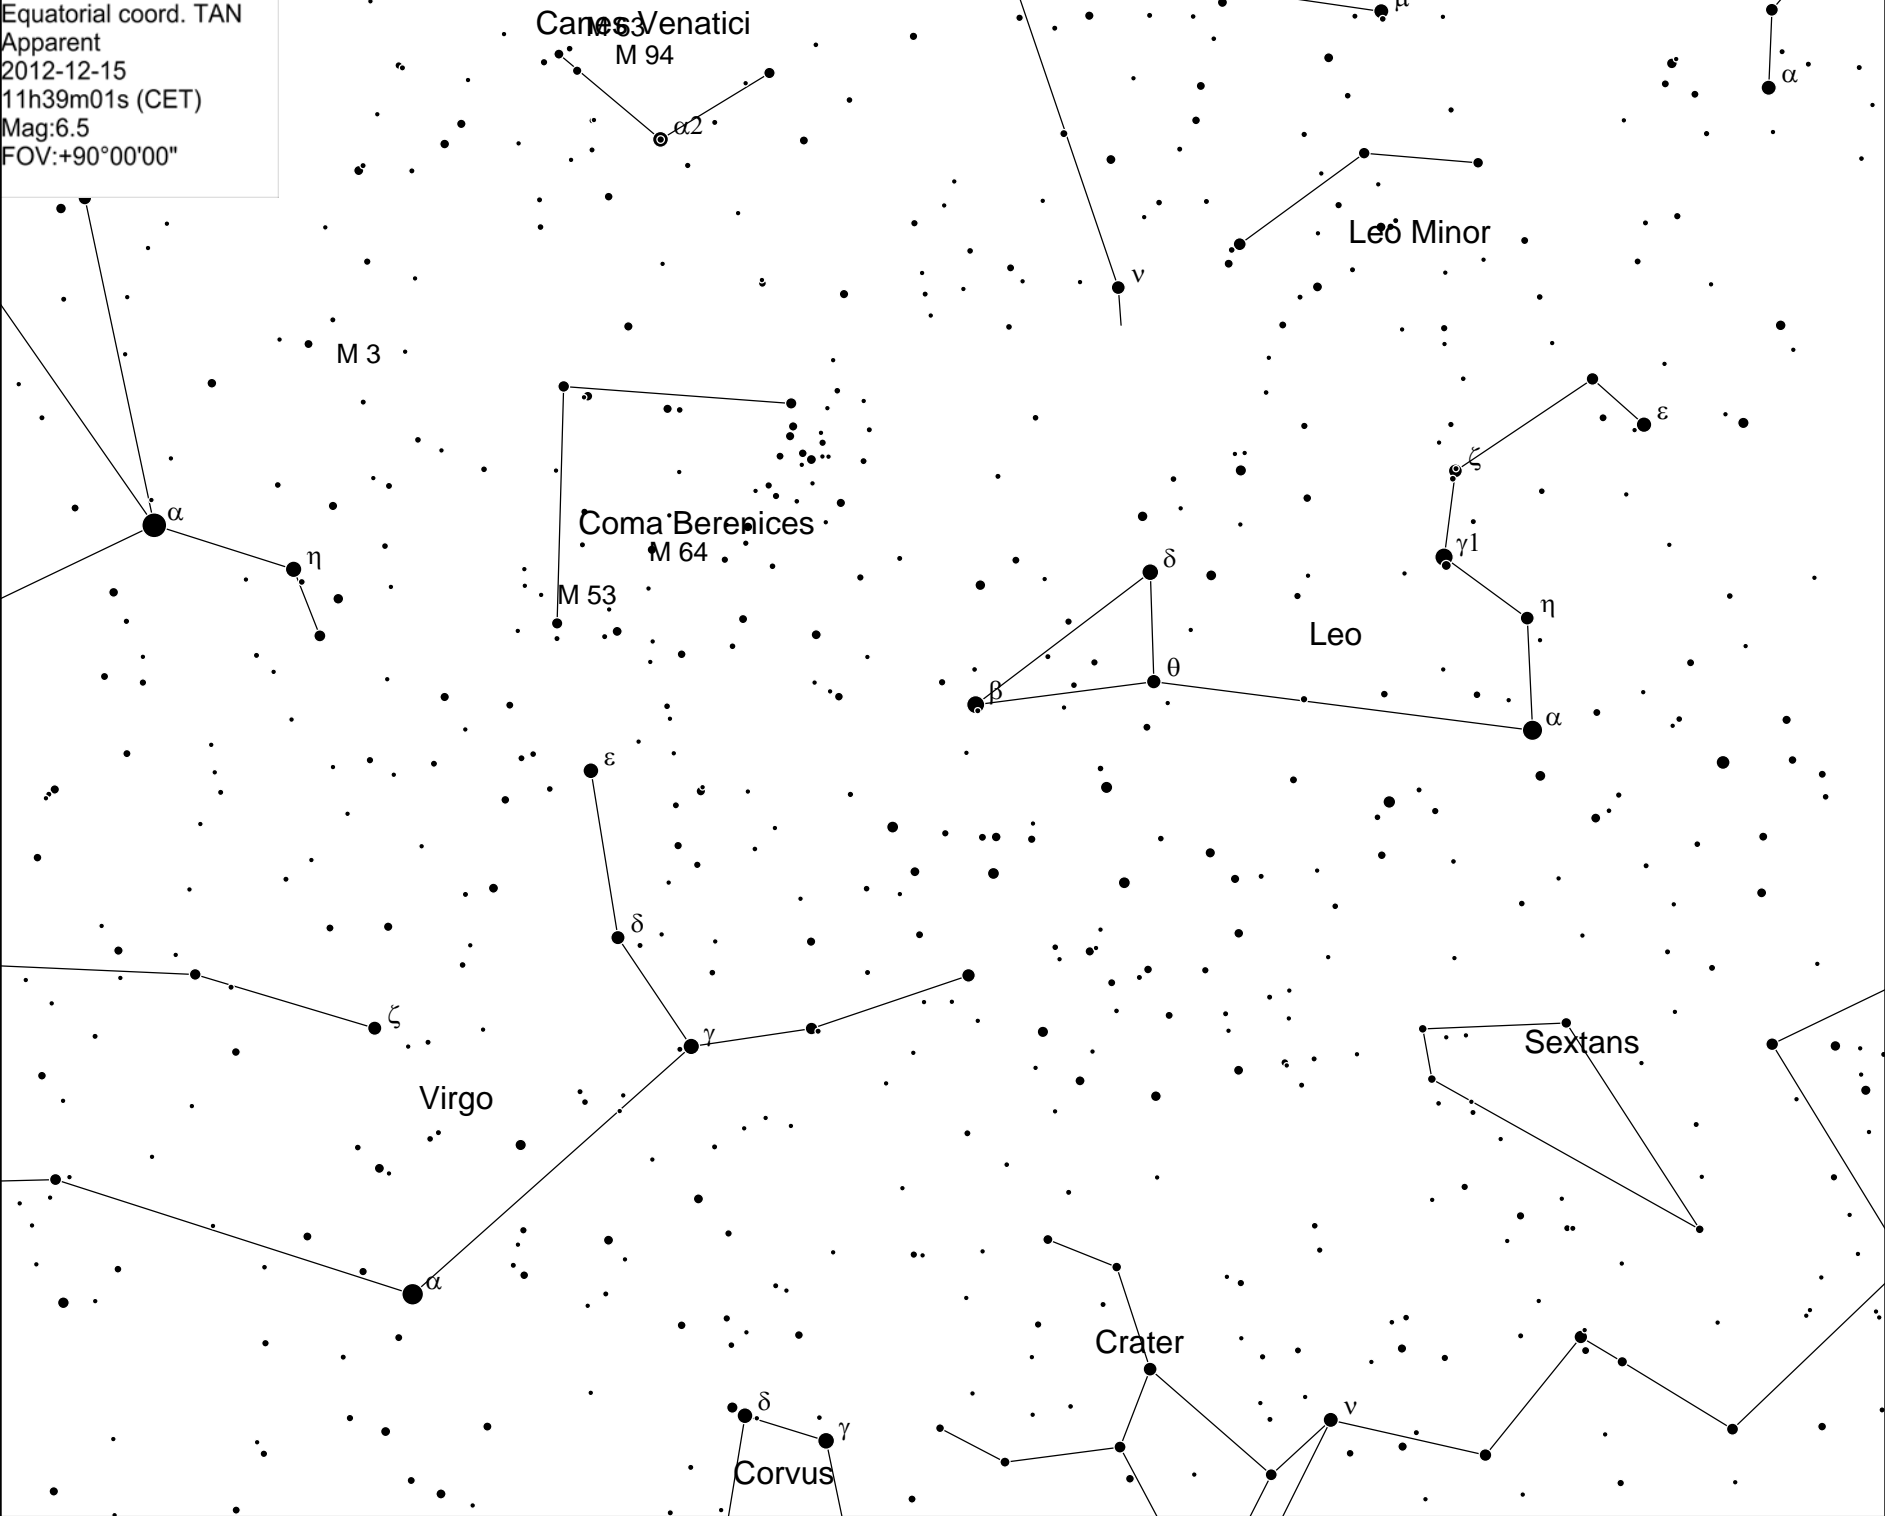 Equatorial coord. TAN
Apparent
2012-12-15
11h39m01s (CET)
Mag:6.5
FOV:+90°00'00"
Canes Venatici
M 63
M 94
μ
α
α2
Leo Minor
ν
M 3
ε
ζ
α
Coma Berenices
γ1
M 64
η
δ
M 53
η
Leo
θ
β
α
ε
δ
ζ
γ
Sextans
Virgo
α
Crater
δ
ν
γ
Corvus